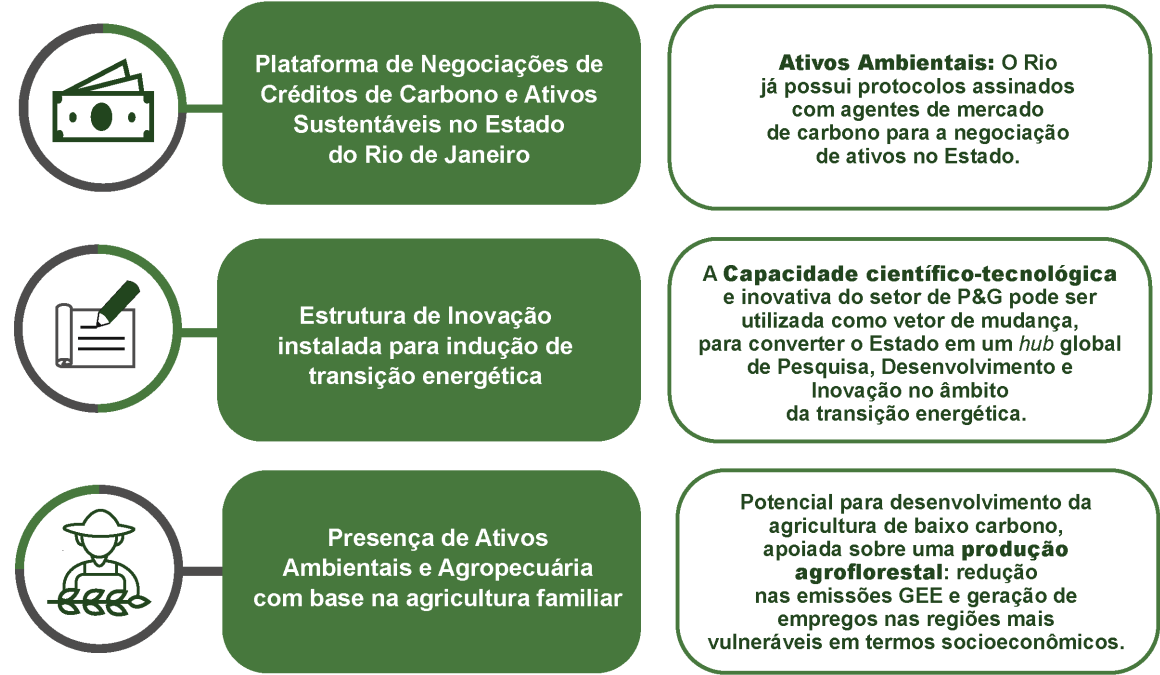 Plataforma de Negociações de
Créditos de Carbono e Ativos
Sustentáveis no Estado
do Rio de Janeiro
Ativos Ambientais: O Rio
já possui protocolos assinados
com agentes de mercado
de carbono para a negociação
de ativos no Estado.
Estrutura de Inovação
instalada para indução de
transição energética
A Capacidade científico-tecnológica
e inovativa do setor de P&G pode ser
utilizada como vetor de mudança,
para converter o Estado em um hub global
de Pesquisa, Desenvolvimento e
Inovação no âmbito
da transição energética.
Presença de Ativos
Ambientais e Agropecuária
com base na agricultura familiar
Potencial para desenvolvimento da
agricultura de baixo carbono,
apoiada sobre uma produção
agroflorestal: redução
nas emissões GEE e geração de
empregos nas regiões mais
vulneráveis em termos socioeconômicos.